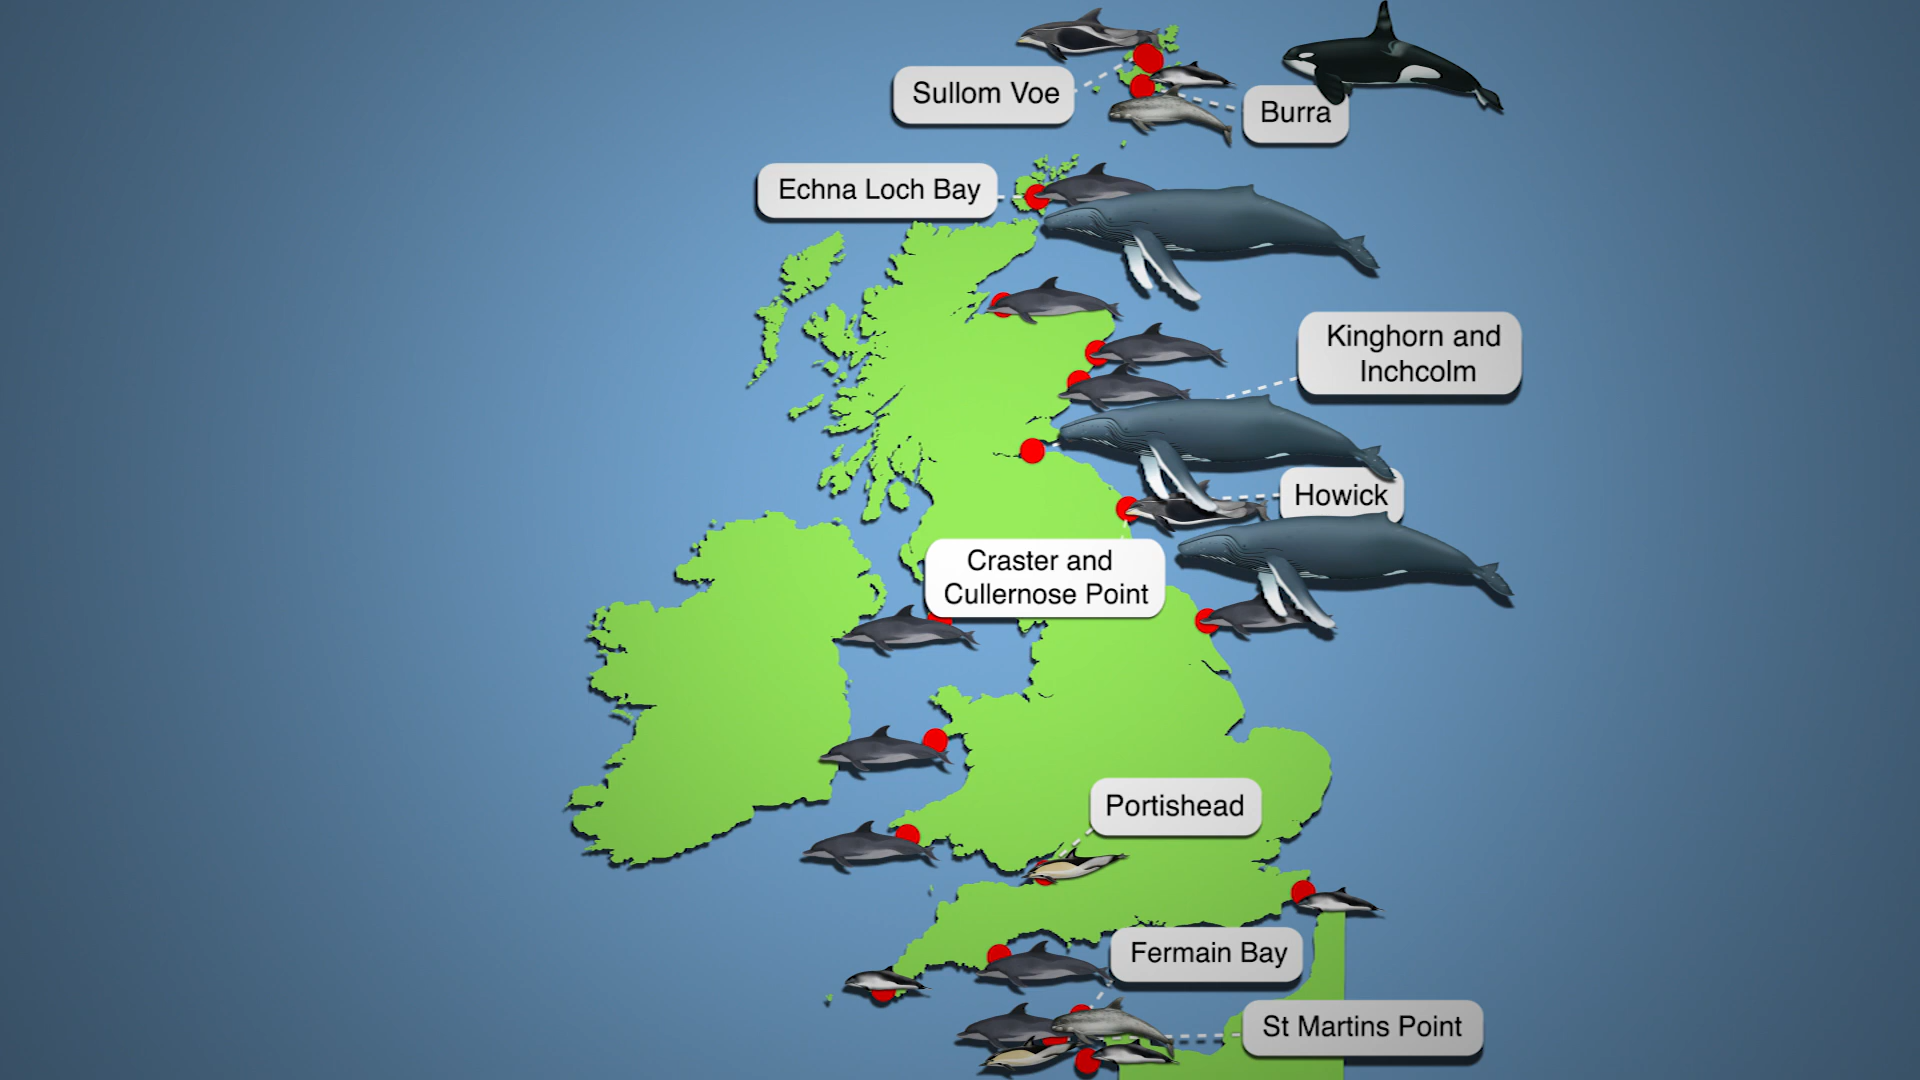 Sullom Voe
Burra
Echna Loch Bay
Kinghorn and
Inchcolm
Howick
Craster and
Cullernose Point
Portishead
Fermain Bay
St Martins Point